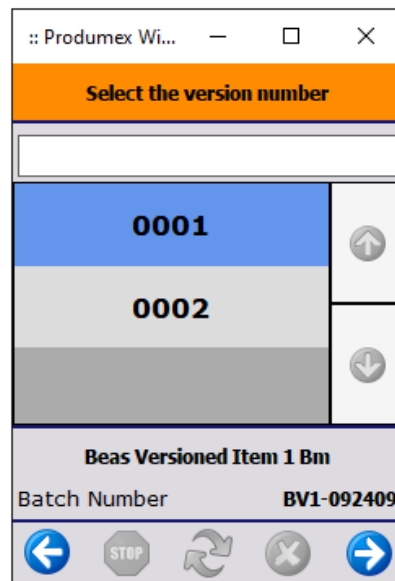 :: Produmex Wi...
Select the version number
0001
0002
Beas Versioned Item 1 Bm
Batch Number BV1-092409
STOP